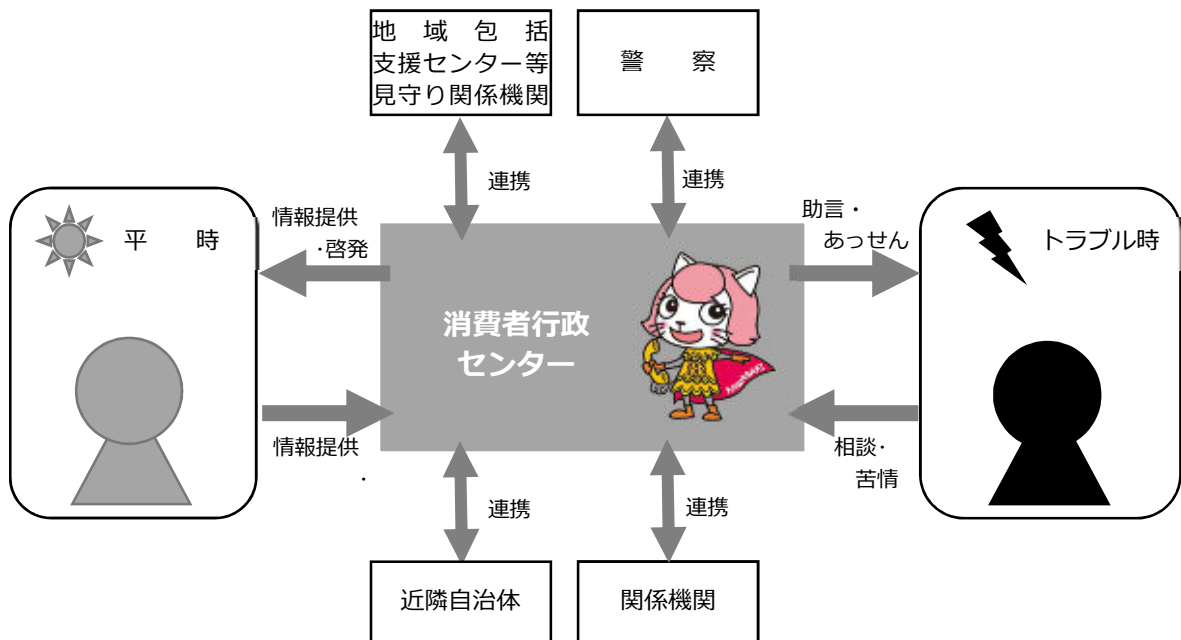 地域包括
支援センター等
見守り関係機関
警察
連携
連携
平時
情報提供
・啓発
助言・
あっせん
トラブル時
消費者行政
センター
KAWASAKI
情報提供
・
相談・
苦情
連携
連携
近隣自治体
関係機関